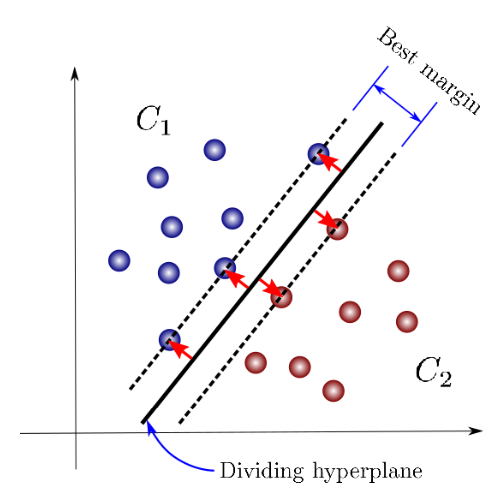 Best margin
C₁
C₂
Dividing hyperplane